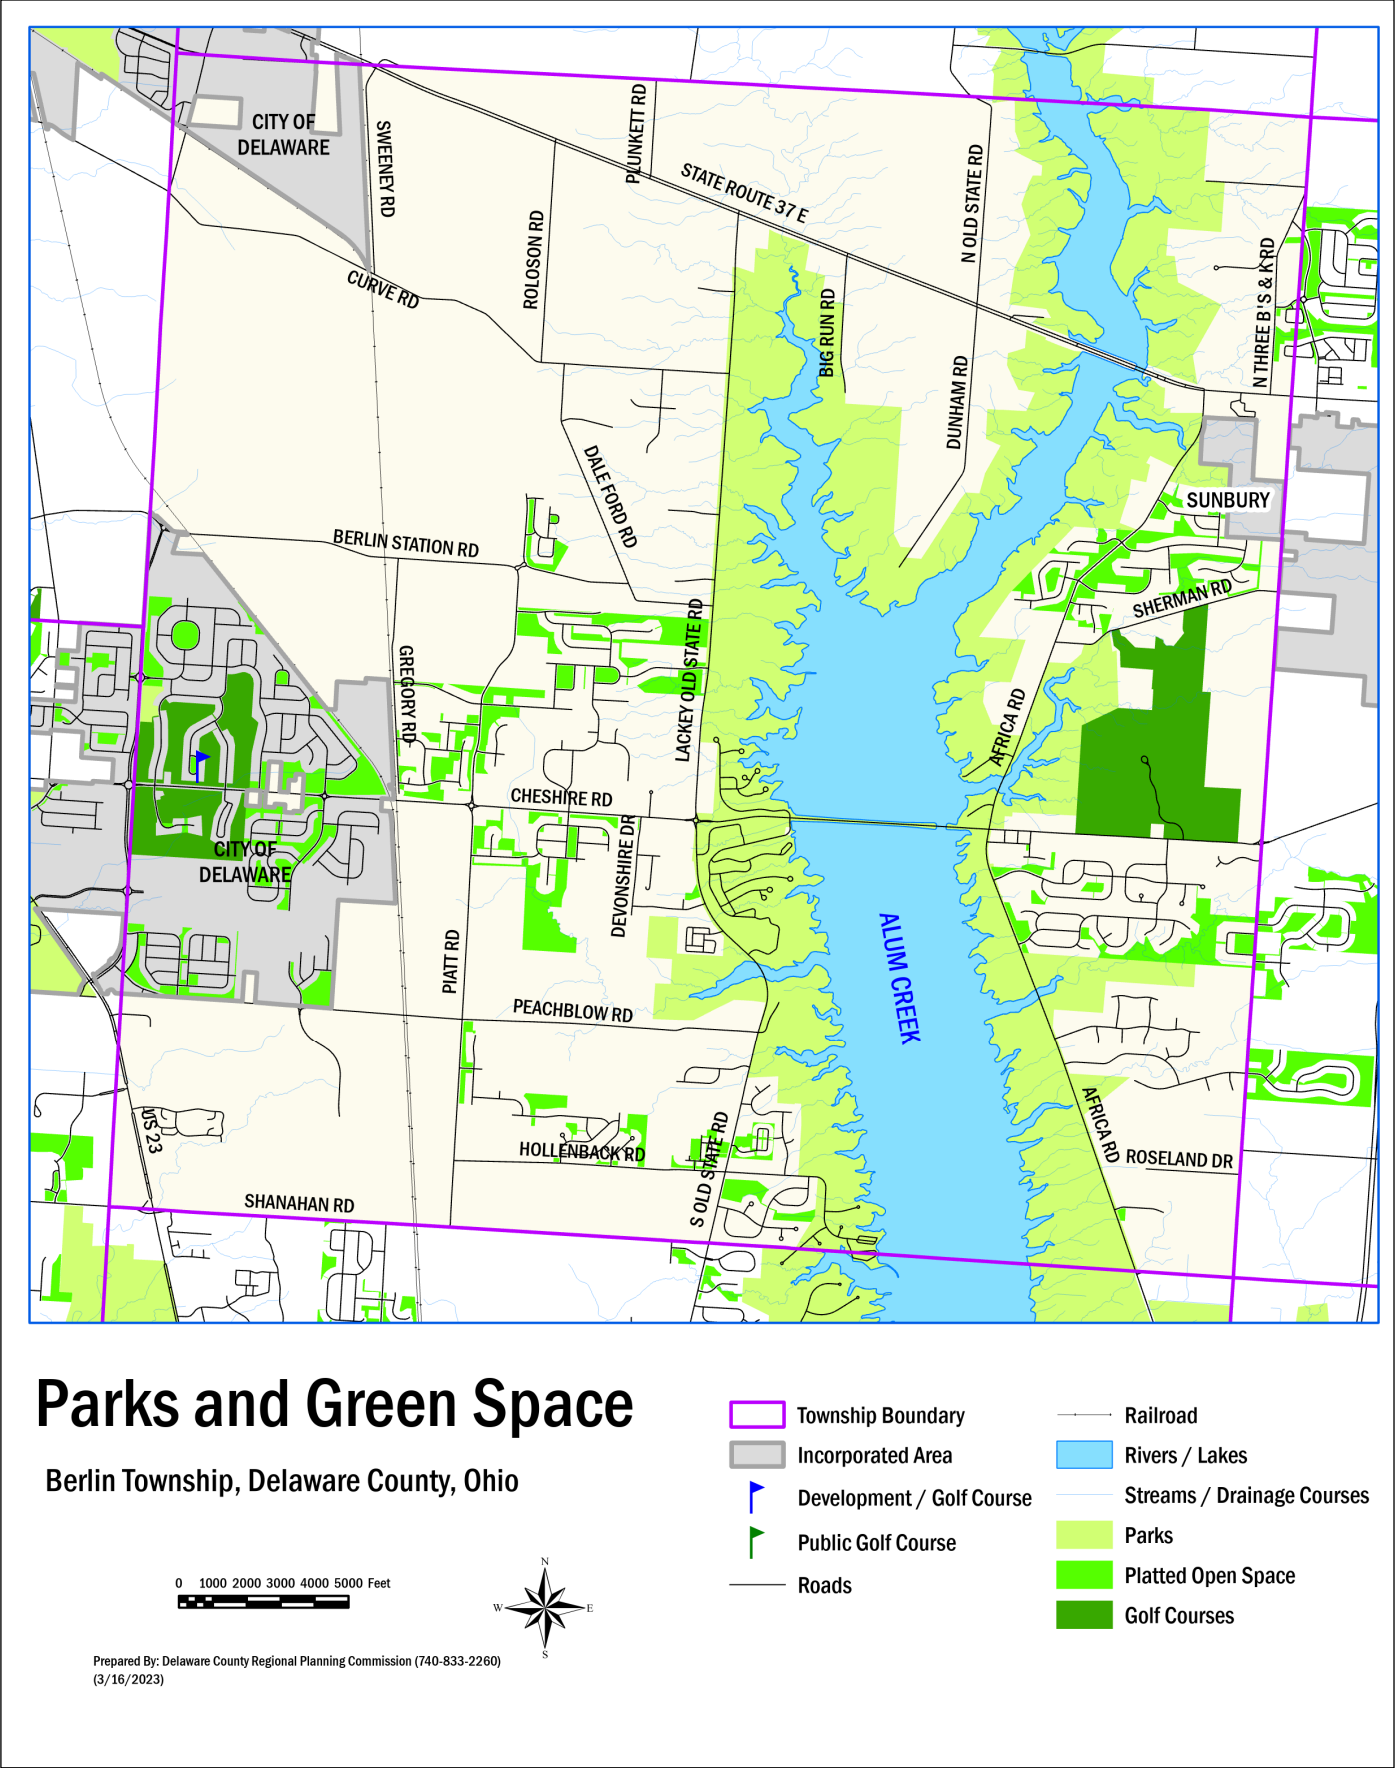 CITY OF
DELAWARE
SWEENEY RD
PLUNKETT RD
STATE ROUTE 37 E
N OLD STATE RD
ROLOSON RD
CURVE RD
BIG RUN RD
N THREE B'S & K RD
DUNHAM RD
DALE FORD RD
SUNBURY
BERLIN STATION RD
SHERMAN RD
LACKEY OLD STATE RD
GREGORY RD
AFRICA RD
CHESHIRE RD
CITY OF
DELAWARE
DEVONSHIRE DR
ALUM CREEK
PIATT RD
PEACHBLOW RD
US 23
AFRICA RD
HOLLENBACK RD
S OLD STATE RD
ROSELAND DR
SHANAHAN RD
Parks and Green Space
Berlin Township, Delaware County, Ohio
Township Boundary
Incorporated Area
Development / Golf Course
Public Golf Course
Roads
Railroad
Rivers / Lakes
Streams / Drainage Courses
Parks
Platted Open Space
Golf Courses
0 1000 2000 3000 4000 5000 Feet
N
W E
S
Prepared By: Delaware County Regional Planning Commission (740-833-2260)
(3/16/2023)